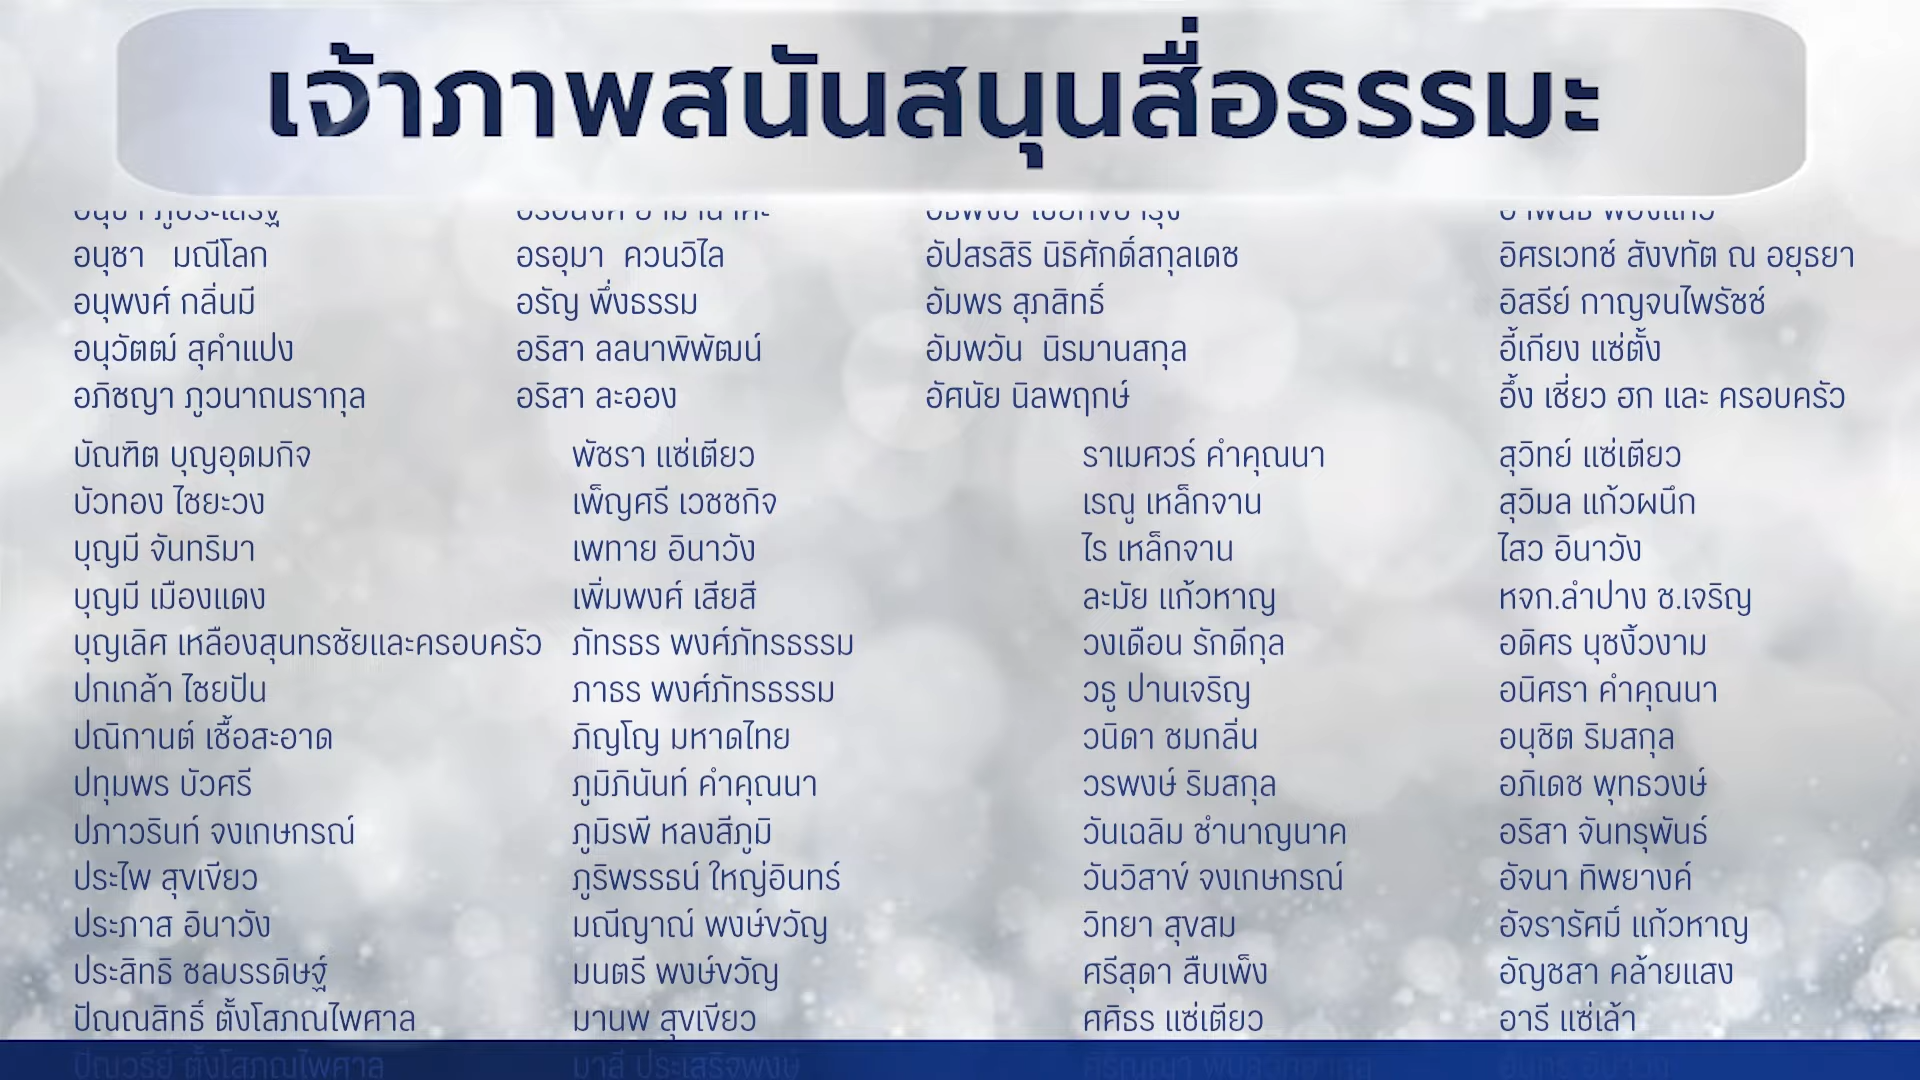 เจ้าภาพสนันสนุนสื่อธรรมะ
อนุชา มณีโลก
อรอุมา ควนวิไล
อัปสรสิริ นิธิศักดิ์สกุลเดช
อิศรเวทช์ สังขทัต ณ อยุธยา
อนุพงศ์ กลิ่นมี
อรัญ พึ่งธรรม
อัมพร สุภสิทธิ์
อิสรีย์ กาญจนไพรัชช์
อนุวัตฒ์ สุคำแปง
อริสา ลลนาพิพัฒน์
อัมพวัน นิรมานสกุล
อี้เกียง แซ่ตั้ง
อภิชญา ภูวนาถนรากุล
อริสา ละออง
อัศนัย นิลพฤกษ์
อึ้ง เชี่ยว ฮก และ ครอบครัว
บัณฑิต บุญอุดมกิจ
พัชรา แซ่เตียว
ราเมศวร์ คำคุณนา
สุวิทย์ แซ่เตียว
บัวทอง ไชยะวง
เพ็ญศรี เวชชกิจ
เรณู เหล็กจาน
สุวิมล แก้วผนึก
บุญมี จันทริมา
เพทาย อินาวัง
ไร เหล็กจาน
ไสว อินาวัง
บุญมี เมืองแดง
เพิ่มพงศ์ เสียสี
ละมัย แก้วหาญ
หจก.ลำปาง ช.เจริญ
บุญเลิศ เหลืองสุนทรชัยและครอบครัว
ภัทรธร พงศ์ภัทรธรรม
วงเดือน รักดีกุล
อดิศร นุชงิ้วงาม
ปกเกล้า ไชยปัน
ภาธร พงศ์ภัทรธรรม
วธู ปานเจริญ
อนิศรา คำคุณนา
ปณิกานต์ เชื้อสะอาด
ภิญโญ มหาดไทย
วนิดา ชมกลิ่น
อนุชิต ริมสกุล
ปทุมพร บัวศรี
ภูมิภินันท์ คำคุณนา
วรพงษ์ ริมสกุล
อภิเดช พุทธวงษ์
ปภาวรินท์ จงเกษกรณ์
ภูมิรพี หลงสีภูมิ
วันเฉลิม ชำนาญนาค
อริสา จันทรุพันธ์
ประไพ สุขเขียว
ภูริพรรธน์ ใหญ่อินทร์
วันวิสาข์ จงเกษกรณ์
อัจนา ทิพยางค์
ประภาส อินาวัง
มณีญาณ์ พงษ์ขวัญ
วิทยา สุขสม
อัจรารัศมิ์ แก้วหาญ
ประสิทธิ ชลบรรดิษฐ์
มนตรี พงษ์ขวัญ
ศรีสุดา สืบเพ็ง
อัญชสา คล้ายแสง
ปัณณสิทธิ์ ตั้งโสภณไพศาล
มานพ สุขเขียว
ศศิธร แซ่เตียว
อารี แซ่เล้า
ปัณวรีย์ ตั้งโสภณไพศาล
มาลี ประเสริฐพงษ์